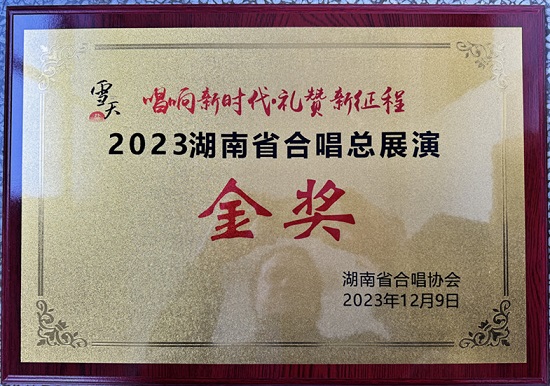 雪天
唱响新时代·礼赞新征程
2023湖南省合唱总展演
金奖
湖南省合唱协会
2023年12月9日